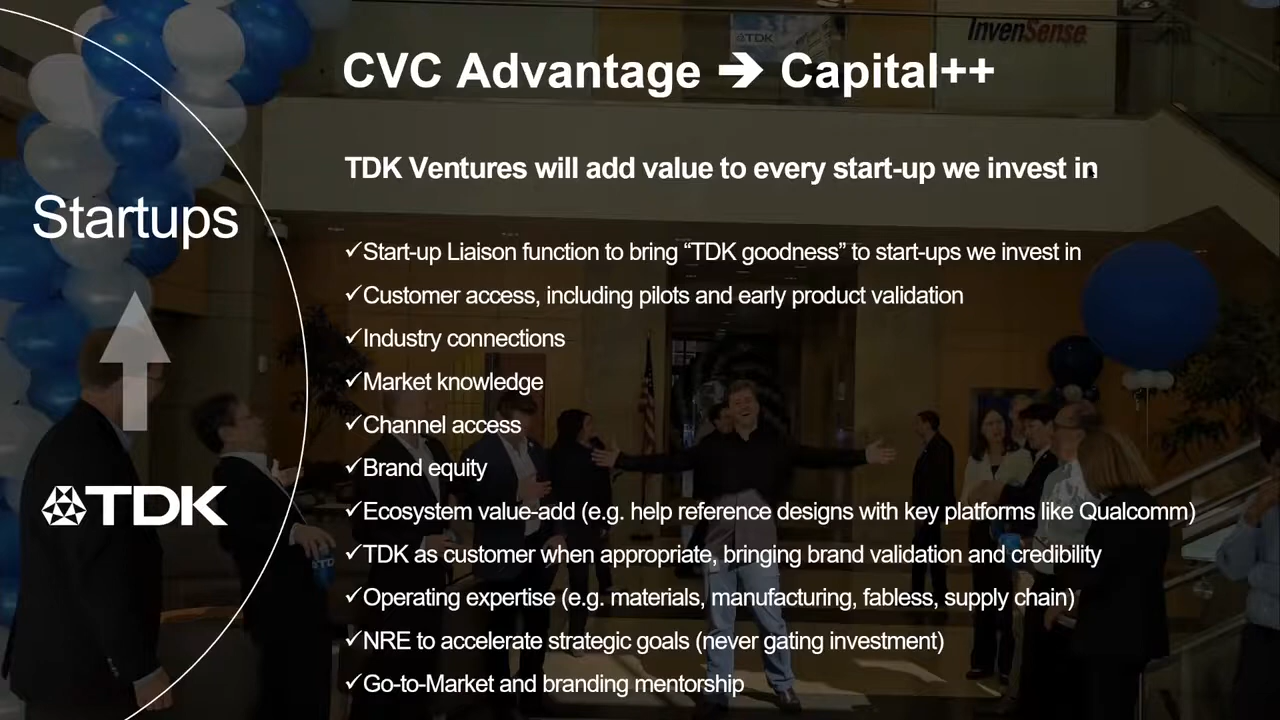 TDK
InvenSense
CVC Advantage ➔ Capital++
TDK Ventures will add value to every start-up we invest in
Startups
TDK
✓Start-up Liaison function to bring “TDK goodness” to start-ups we invest in
✓Customer access, including pilots and early product validation
✓Industry connections
✓Market knowledge
✓Channel access
✓Brand equity
✓Ecosystem value-add (e.g. help reference designs with key platforms like Qualcomm)
✓TDK as customer when appropriate, bringing brand validation and credibility
✓Operating expertise (e.g. materials, manufacturing, fabless, supply chain)
✓NRE to accelerate strategic goals (never gating investment)
✓Go-to-Market and branding mentorship
TDK